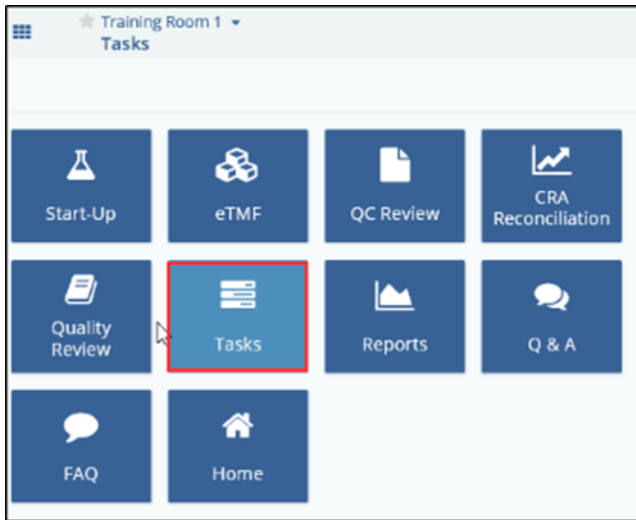 Training Room 1
Tasks
Start-Up
eTMF
QC Review
CRA
Reconciliation
Quality
Review
Tasks
Reports
Q & A
FAQ
Home